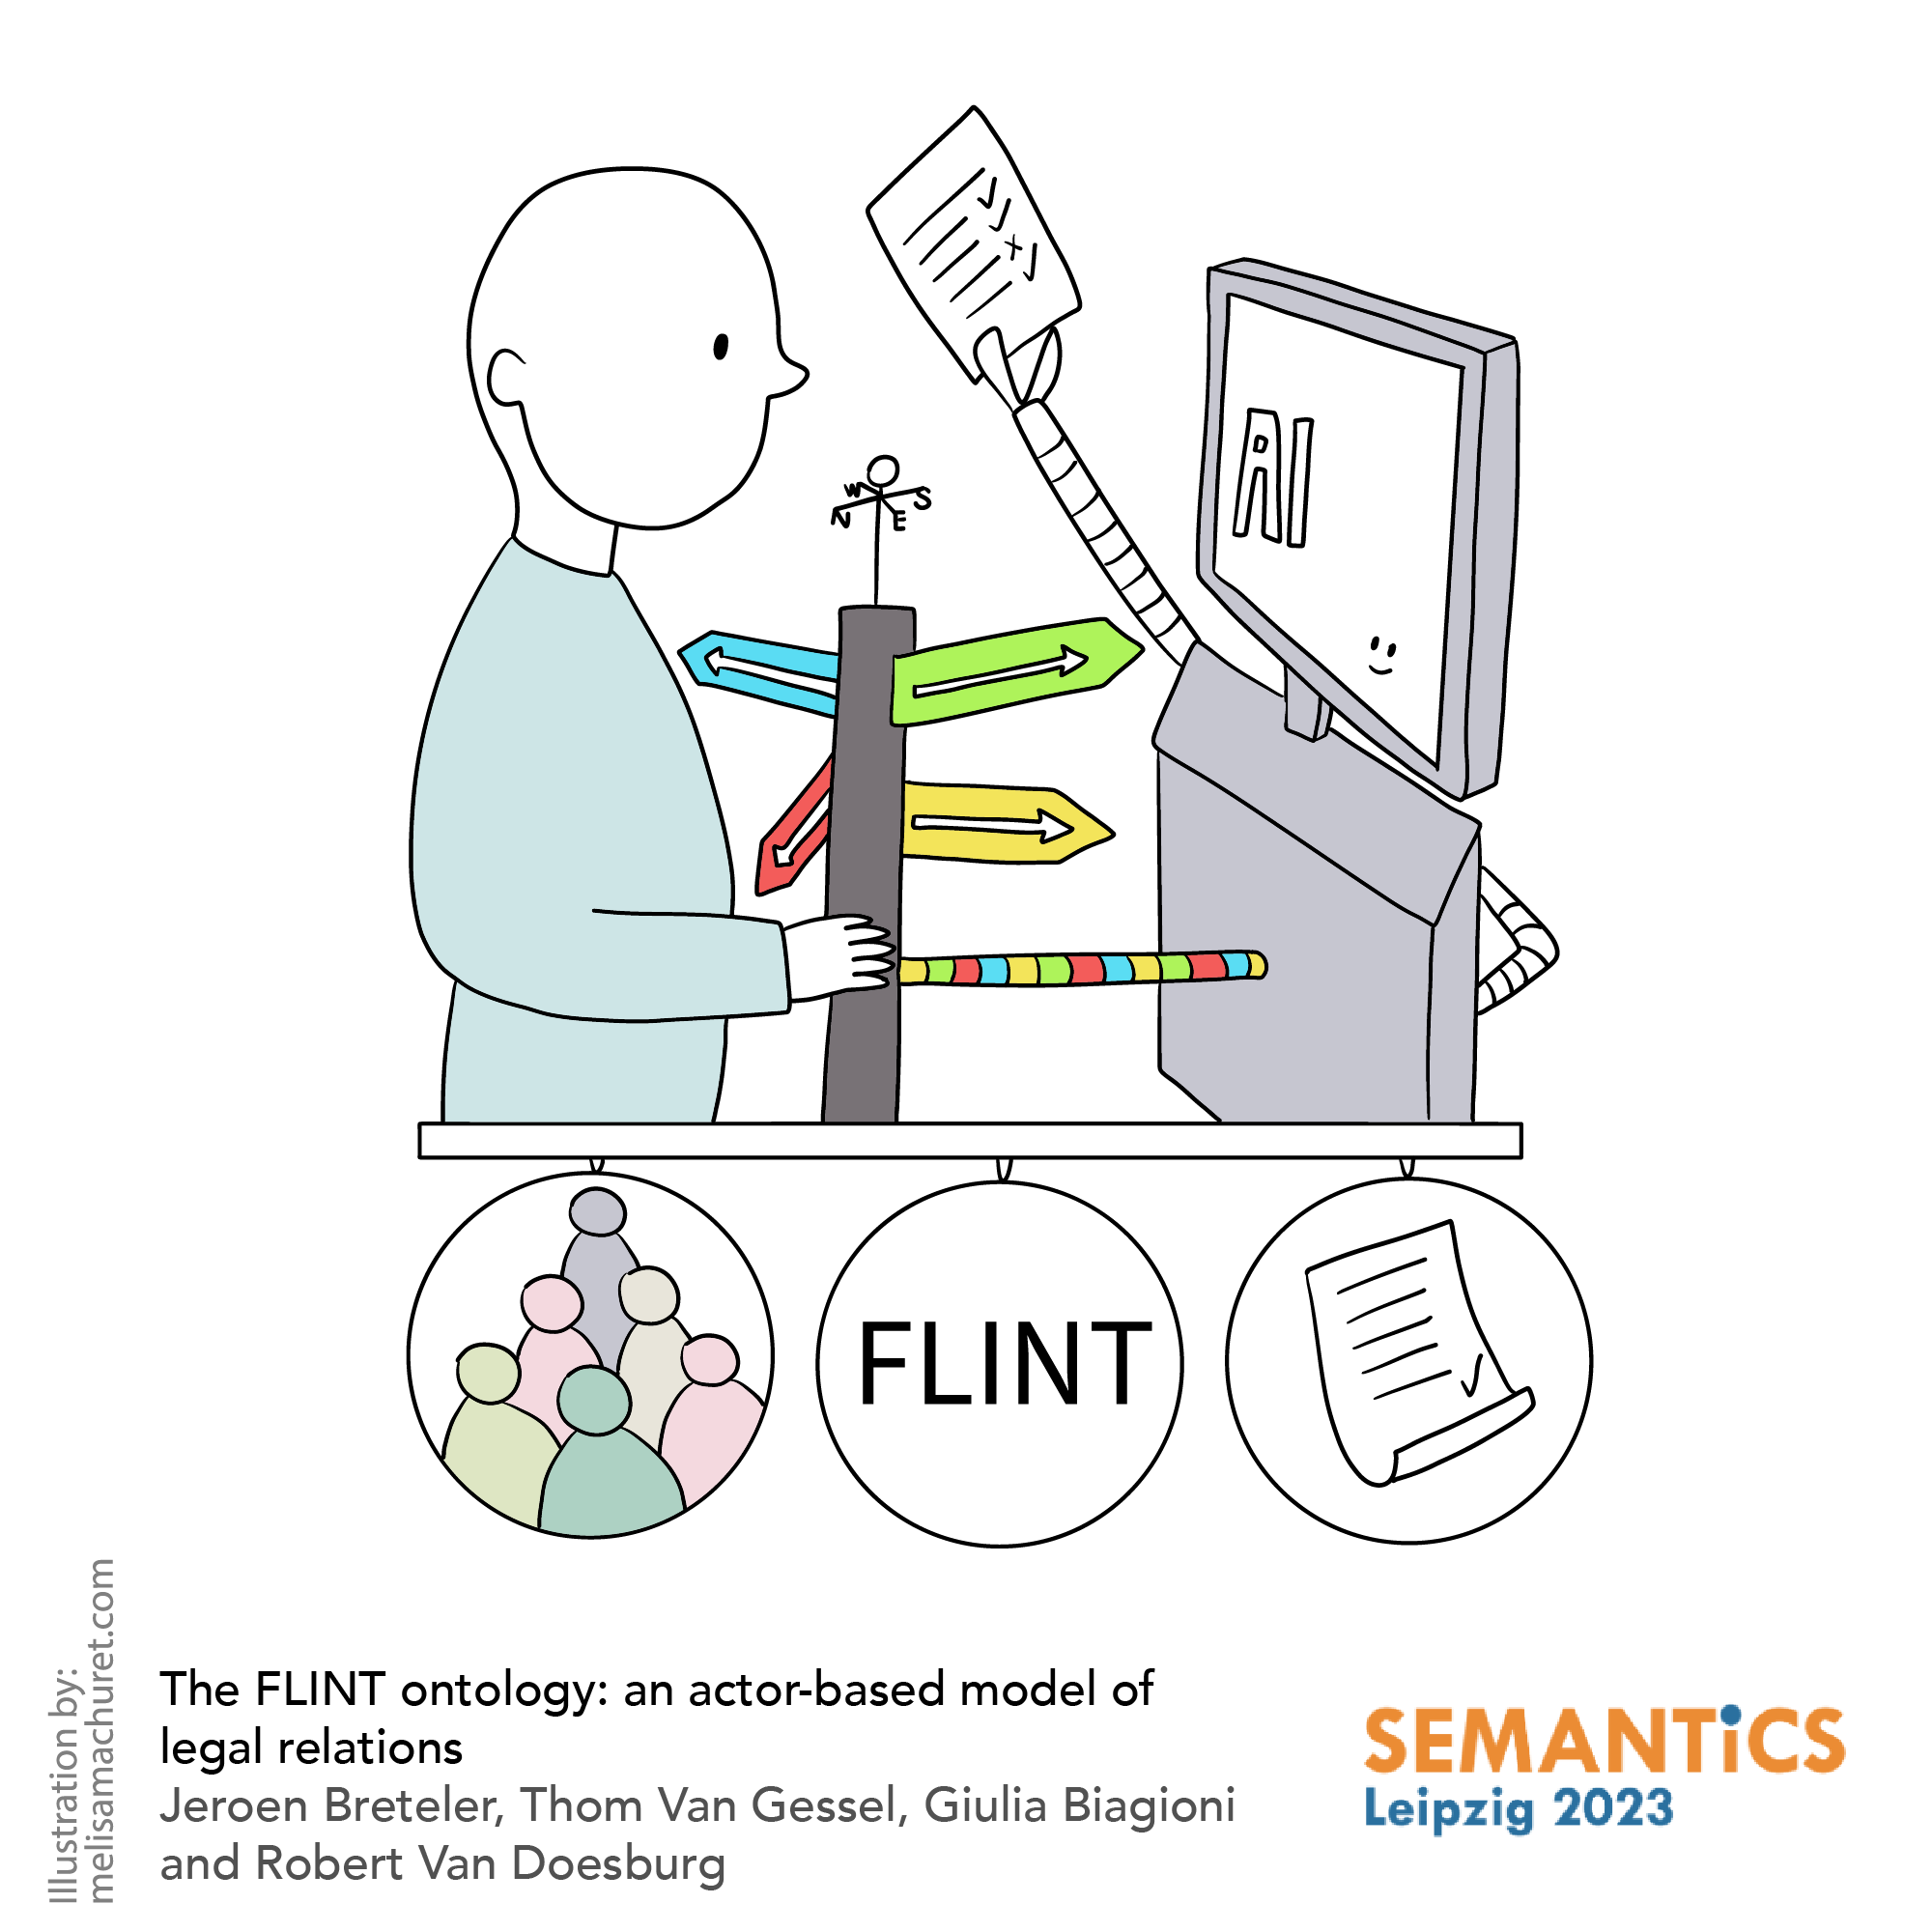 W
N
E
S
AI
FLINT
The FLINT ontology: an actor-based model of
legal relations
Jeroen Breteler, Thom Van Gessel, Giulia Biagioni
and Robert Van Doesburg
SEMANTiCS
Leipzig 2023
Illustration by:
melisamachuret.com